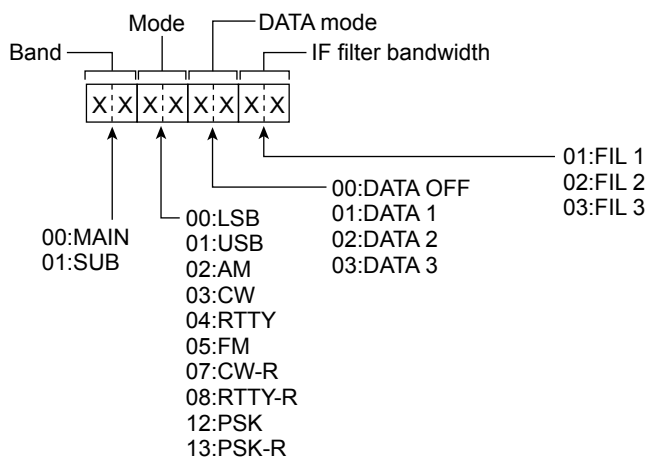 Mode
DATA mode
Band
IF filter bandwidth
X X X X X X X X
00:MAIN
01:SUB
00:LSB
01:USB
02:AM
03:CW
04:RTTY
05:FM
07:CW-R
08:RTTY-R
12:PSK
13:PSK-R
00:DATA OFF
01:DATA 1
02:DATA 2
03:DATA 3
01:FIL 1
02:FIL 2
03:FIL 3